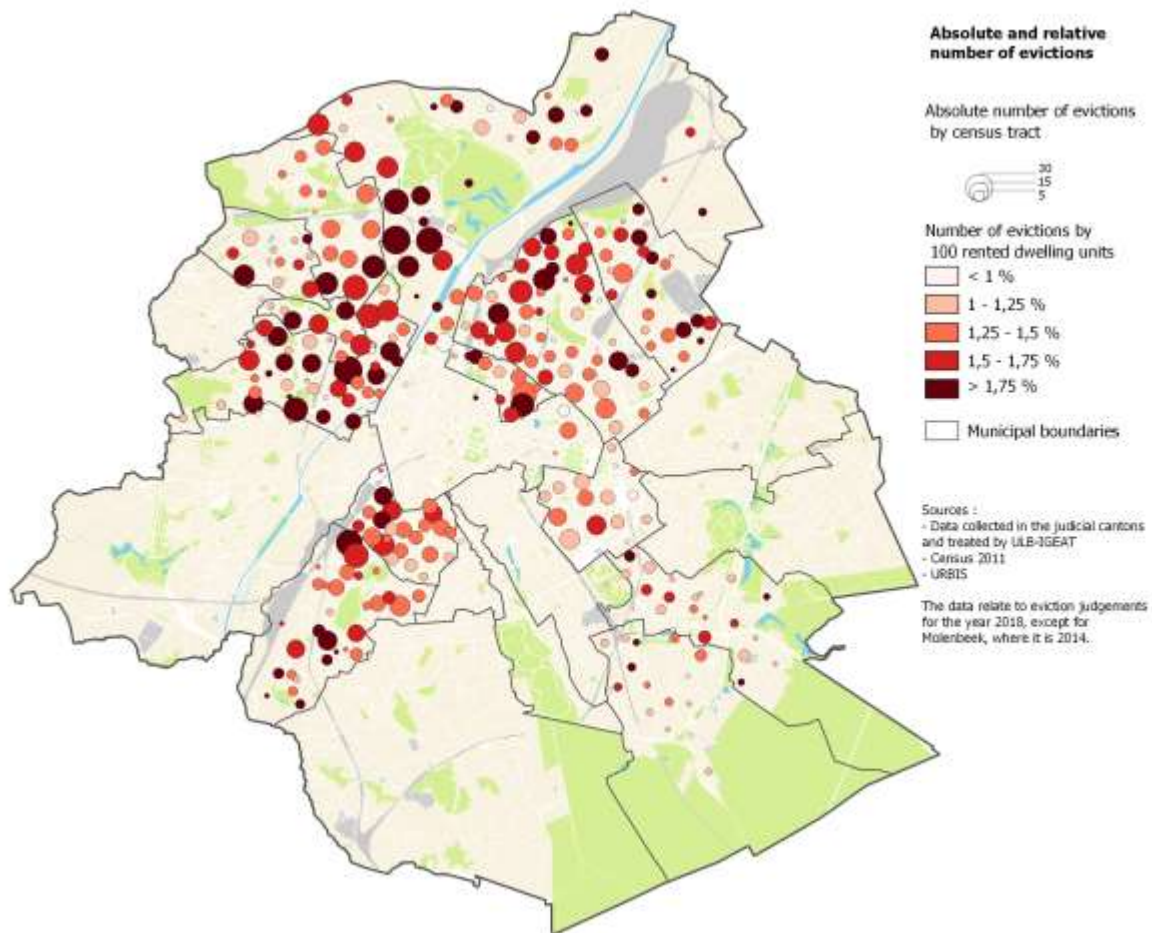 Absolute and relative
number of evictions
Absolute number of evictions
by census tract
30
15
5
Number of evictions by
100 rented dwelling units
< 1 %
1 - 1,25 %
1,25 - 1,5 %
1,5 - 1,75 %
> 1,75 %
Municipal boundaries
Sources :
- Data collected in the judicial cantons
and treated by ULB-IGEAT
- Census 2011
- URBIS
The data relate to eviction judgements
for the year 2018, except for
Molenbeek, where it is 2014.